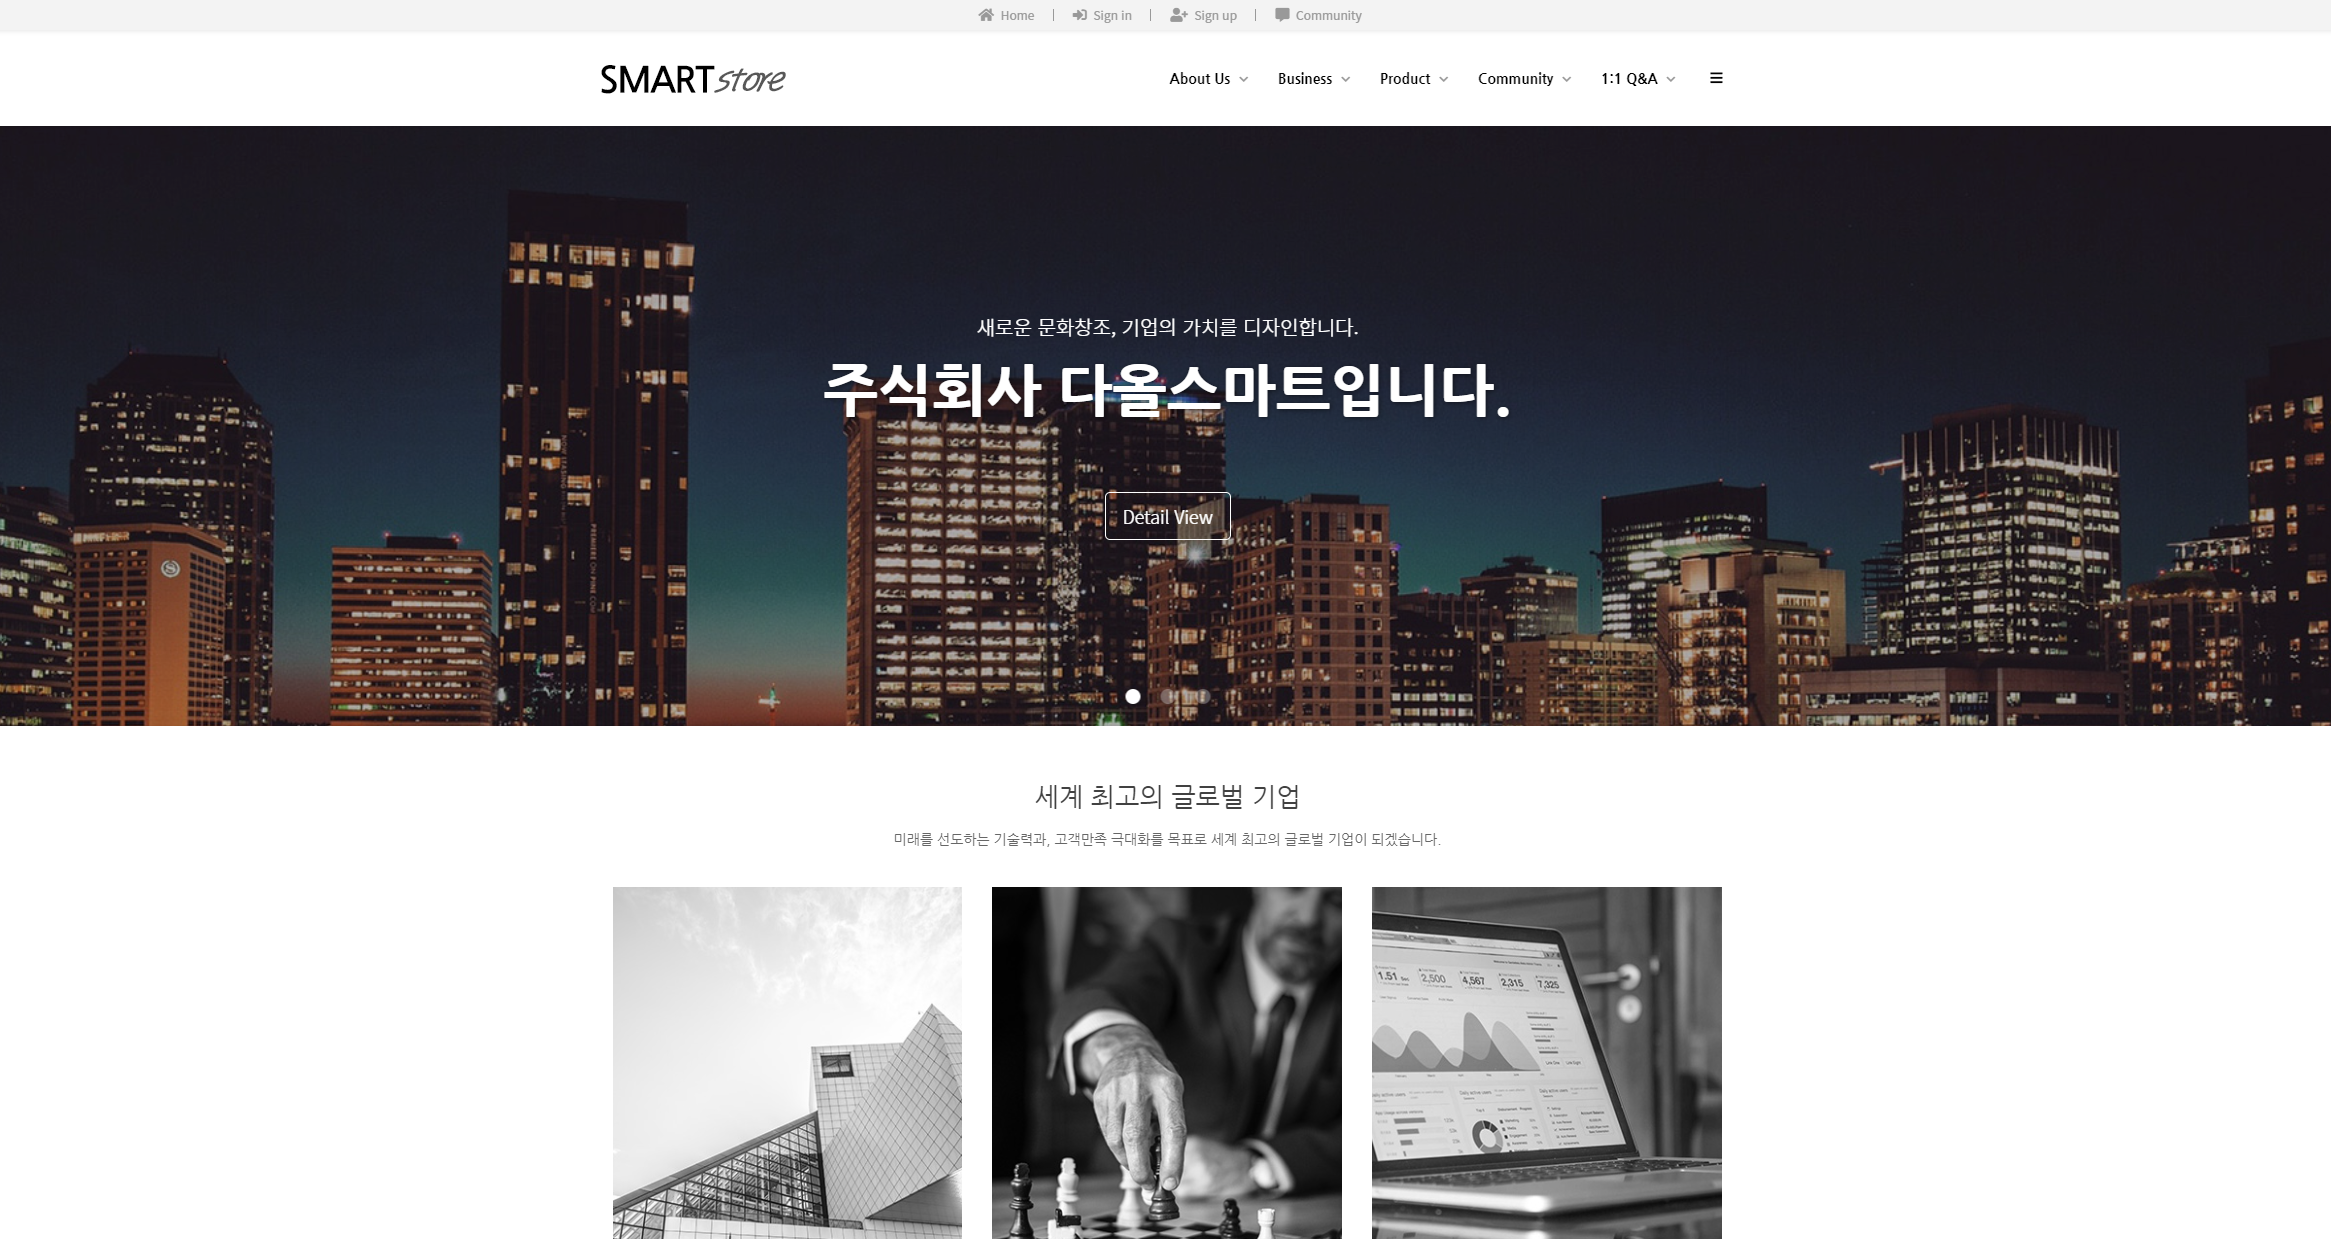 Home | Sign in | Sign up | Community
SMART store
About Us Business Product Community 1:1 Q&A
새로운 문화창조, 기업의 가치를 디자인합니다.
주식회사 다올스마트입니다.
Detail View
세계 최고의 글로벌 기업
미래를 선도하는 기술력과, 고객만족 극대화를 목표로 세계 최고의 글로벌 기업이 되겠습니다.
1.51 2,500 4,567 2,315 7,325